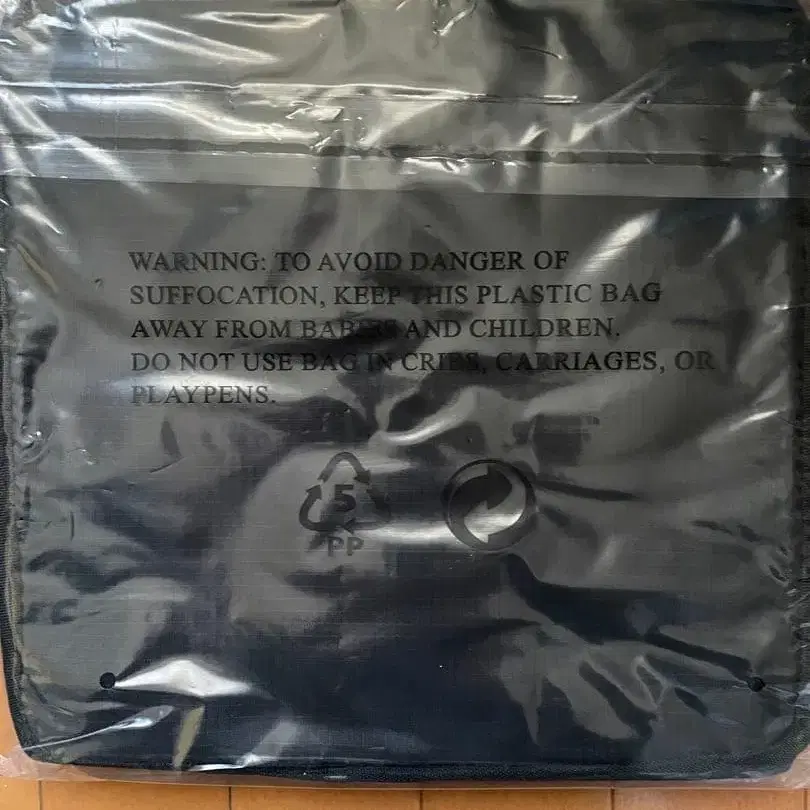 WARNING: TO AVOID DANGER OF
SUFFOCATION, KEEP THIS PLASTIC BAG
AWAY FROM BABIES AND CHILDREN.
DO NOT USE BAG IN CRIBS, CARRIAGES, OR
PLAYPENS.
5
PP